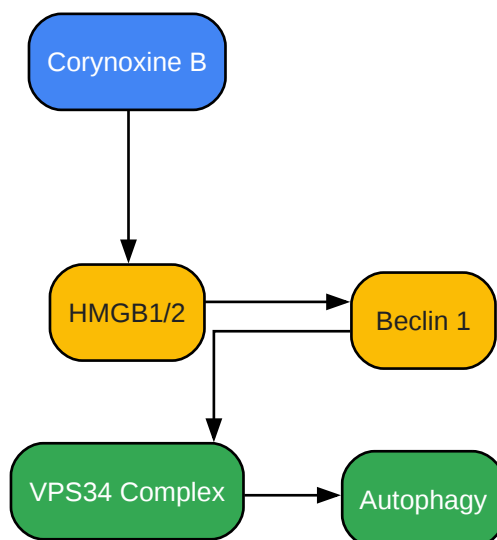 Corynoxine B
HMGB1/2
Beclin 1
VPS34 Complex
Autophagy